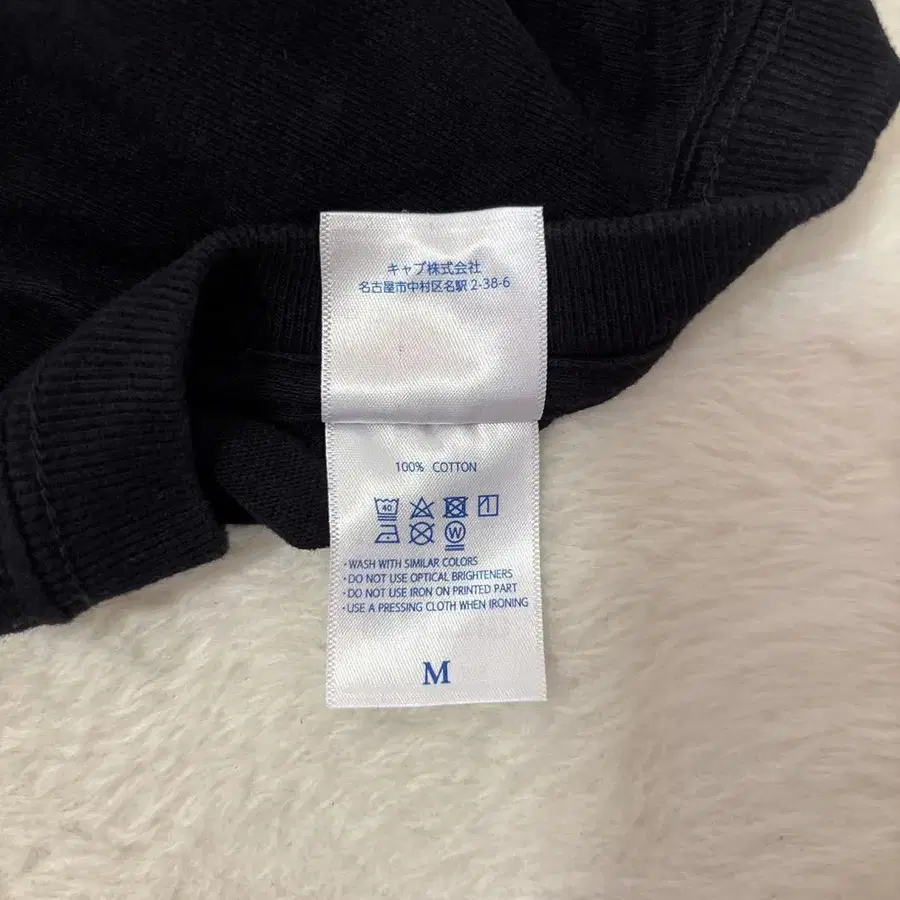 キャブ株式会社
名古屋市中村区名駅 2-38-6
100% COTTON
40
W
・WASH WITH SIMILAR COLORS
・DO NOT USE OPTICAL BRIGHTENERS
・DO NOT USE IRON ON PRINTED PART
・USE A PRESSING CLOTH WHEN IRONING
M